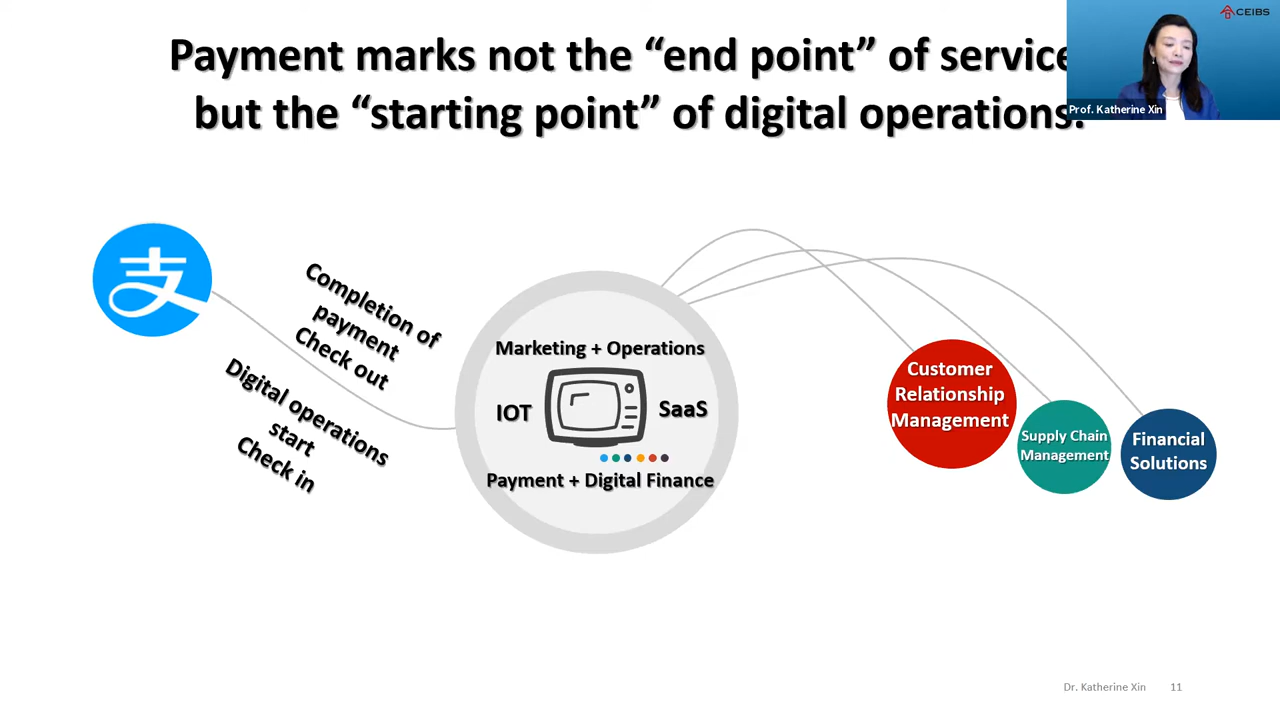 Payment marks not the “end point” of service
but the “starting point” of digital operations.
CEIBS
Prof. Katherine Xin
支
Completion of
payment
Check out
Digital operations
start
Check in
Marketing + Operations
IOT
SaaS
Payment + Digital Finance
Customer
Relationship
Management
Supply Chain
Management
Financial
Solutions
Dr. Katherine Xin
11